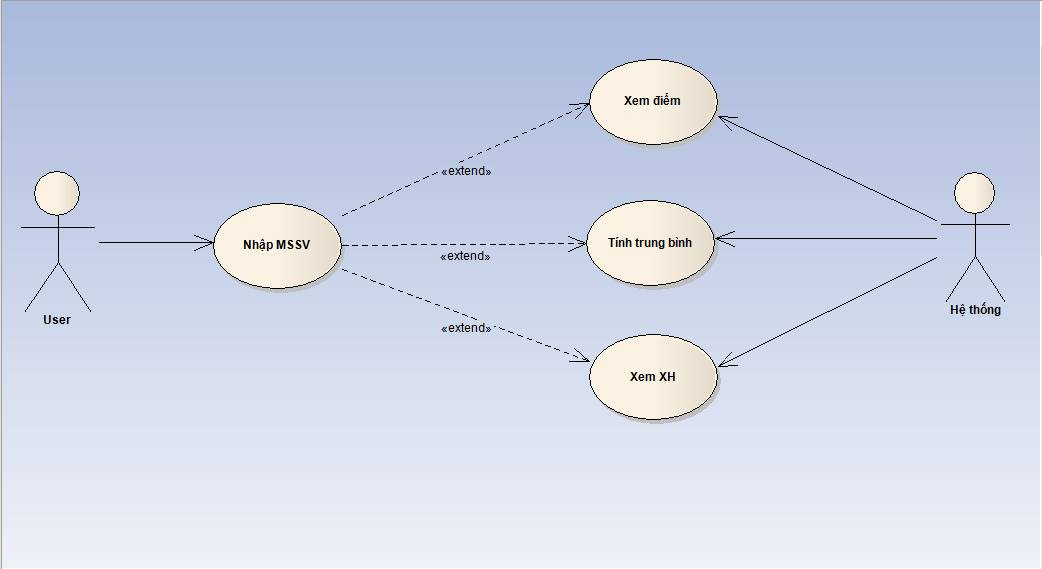 Xem điểm
«extend»
Nhập MSSV
Tính trung bình
«extend»
Hệ thống
User
«extend»
Xem XH